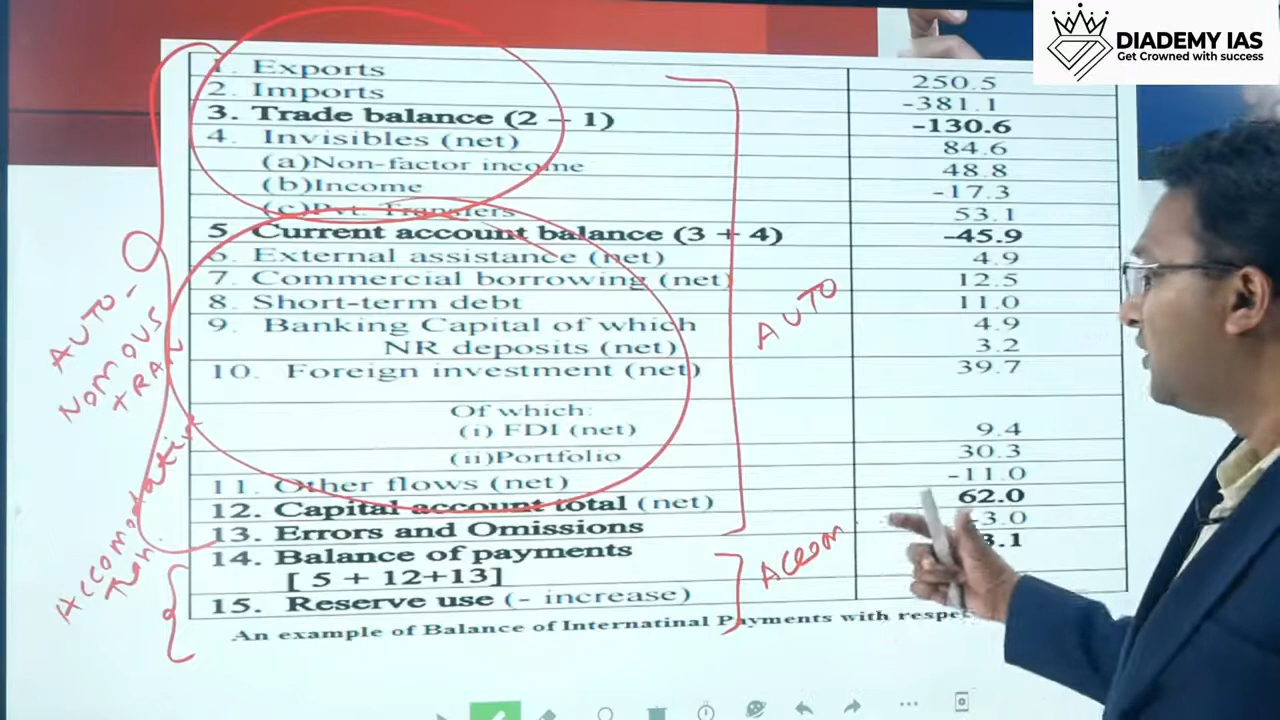 DIADEMY IAS
Get Crowned with success
1. Exports 250.5
2. Imports -381.1
3. Trade balance (2 – 1) -130.6
4. Invisibles (net) 84.6
(a)Non-factor income 48.8
(b)Income -17.3
(c)Pvt. Transfers 53.1
5 Current account balance (3 + 4) -45.9
6. External assistance (net) 4.9
7. Commercial borrowing (net) 12.5
8. Short-term debt 11.0
9. Banking Capital of which 4.9
NR deposits (net) 3.2
10. Foreign investment (net) 39.7
Of which:
(i) FDI (net) 9.4
(ii)Portfolio 30.3
11. Other flows (net) -11.0
12. Capital account total (net) 62.0
13. Errors and Omissions -3.0
14. Balance of payments
[ 5 + 12+13]
15. Reserve use (- increase)
An example of Balance of Internatinal Payments with
AUTO-
NOMOUS
TRAN
Accomodation
Tran
AUTO
Accom